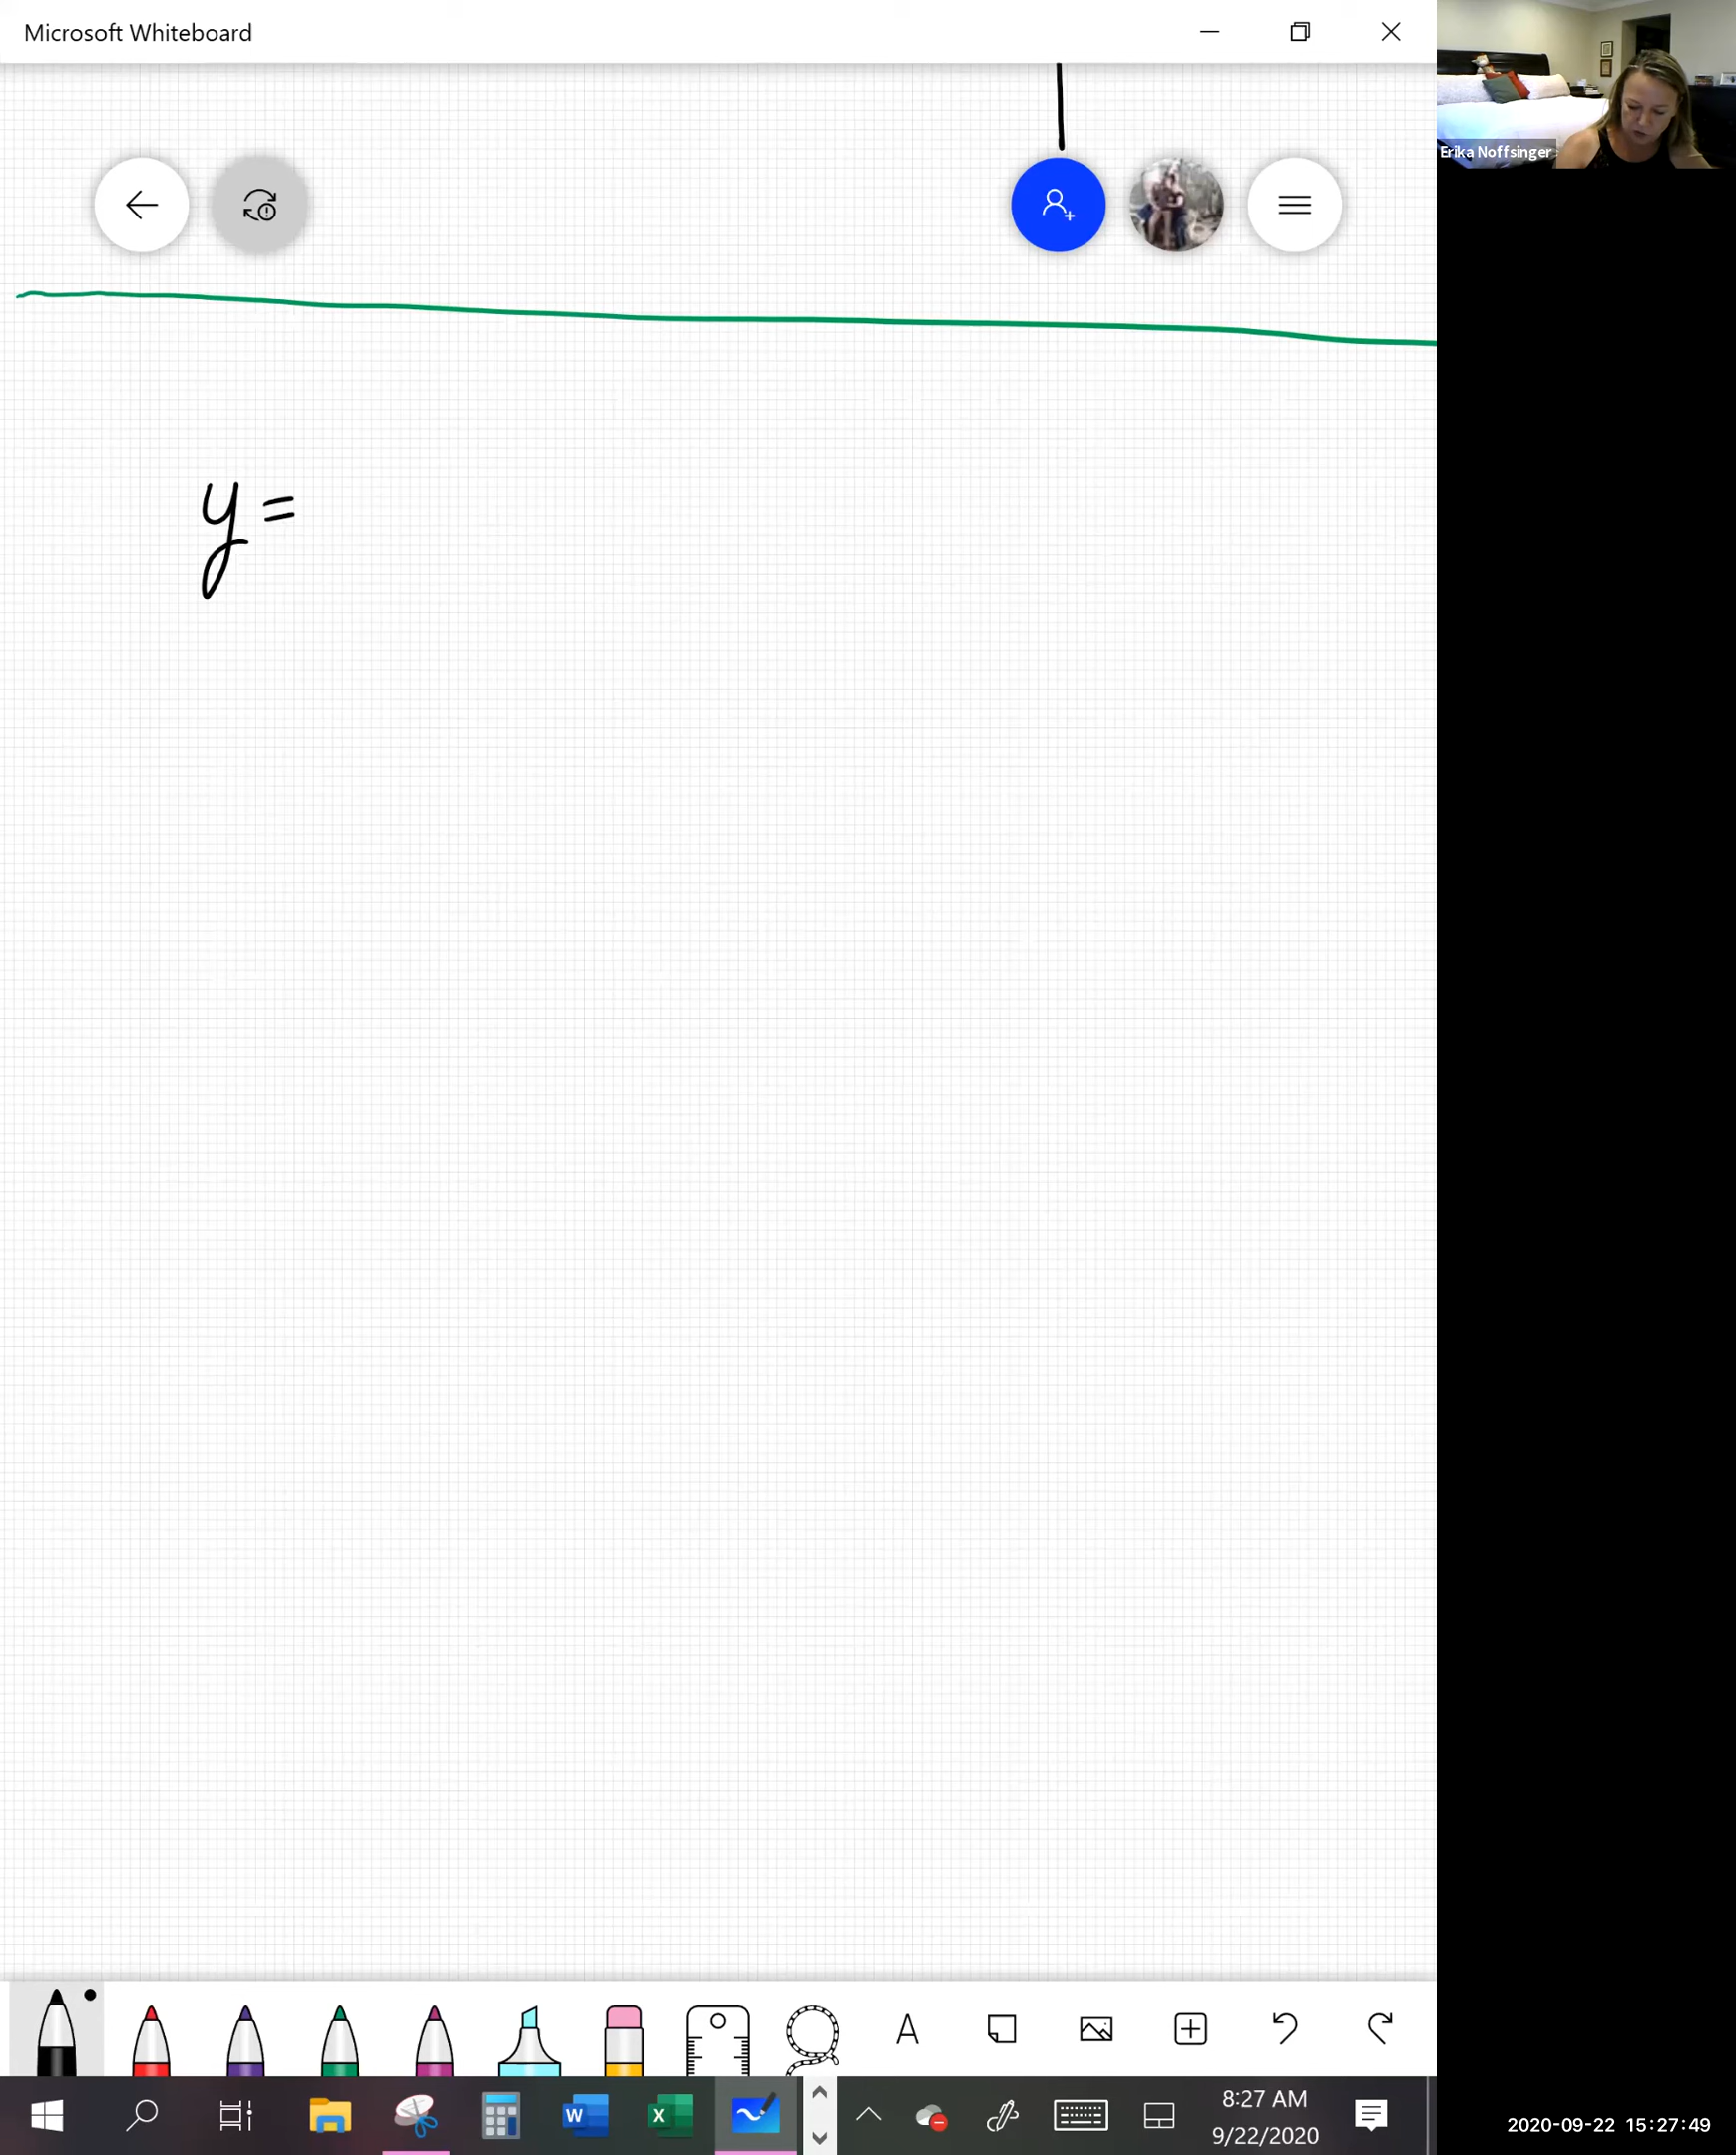 Microsoft Whiteboard
Erika Noffsinger
y =
A
W
X
8:27 AM
9/22/2020
2020-09-22 15:27:49